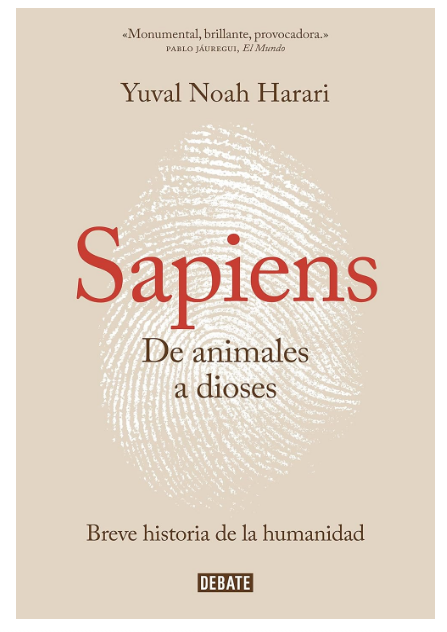 «Monumental, brillante, provocadora.»
PABLO JÁUREGUI, El Mundo
Yuval Noah Harari
Sapiens
De animales
a dioses
Breve historia de la humanidad
DEBATE